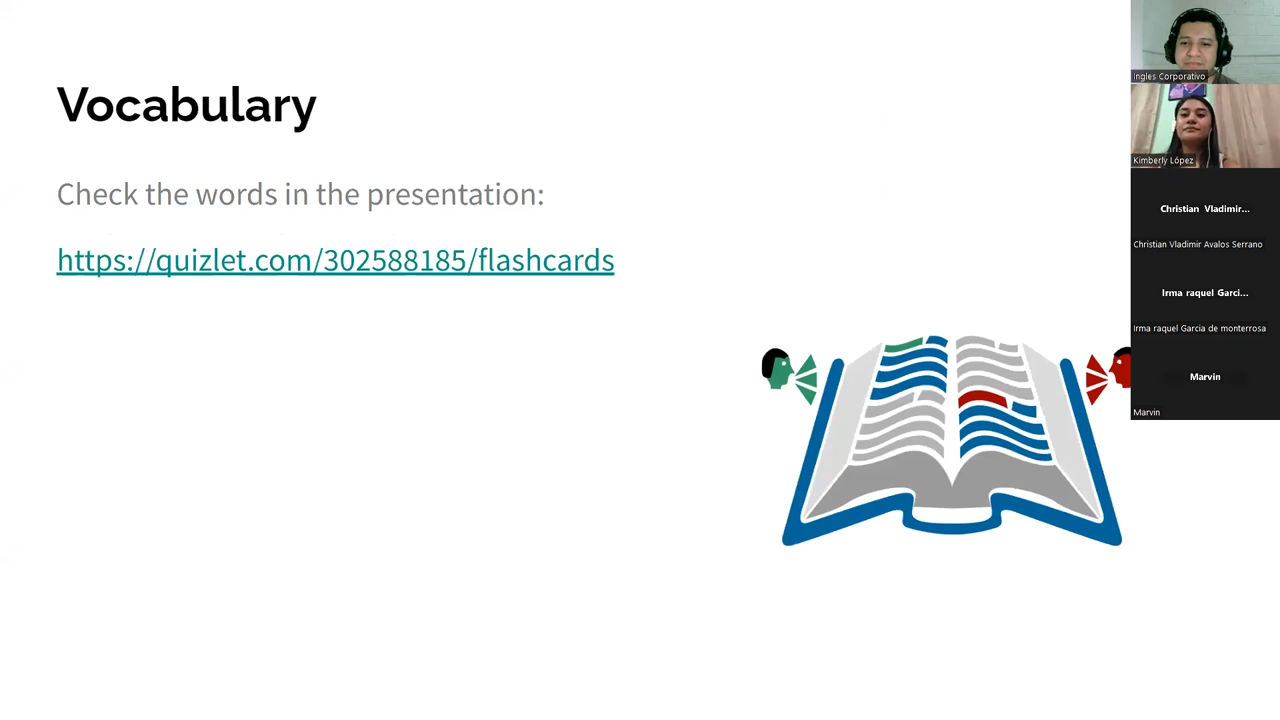 Vocabulary
Check the words in the presentation:
https://quizlet.com/302588185/flashcards
Ingles Corporativo
Kimberly López
Christian Vladimir...
Christian Vladimir Avalos Serrano
Irma raquel Garci...
Irma raquel Garcia de monterrosa
Marvin
Marvin